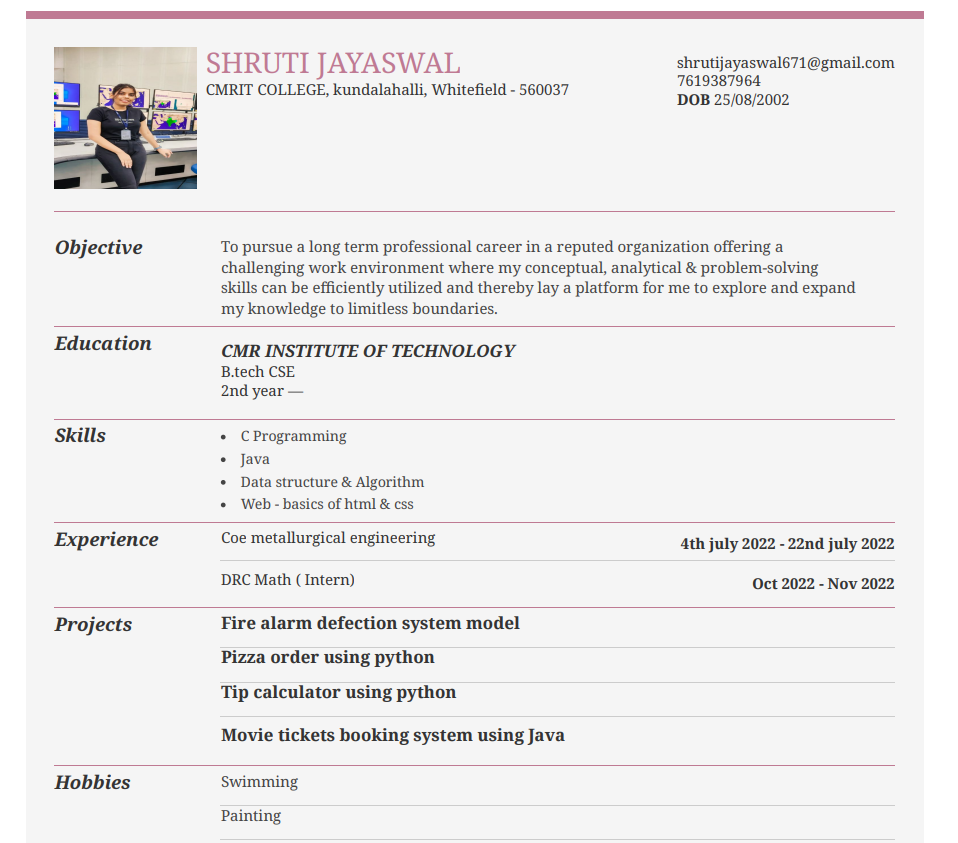 SHRUTI JAYASWAL
CMRIT COLLEGE, kundalahalli, Whitefield - 560037
shrutijayaswal671@gmail.com
7619387964
DOB 25/08/2002
Objective
To pursue a long term professional career in a reputed organization offering a
challenging work environment where my conceptual, analytical & problem-solving
skills can be efficiently utilized and thereby lay a platform for me to explore and expand
my knowledge to limitless boundaries.
Education
CMR INSTITUTE OF TECHNOLOGY
B.tech CSE
2nd year —
Skills
• C Programming
• Java
• Data structure & Algorithm
• Web - basics of html & css
Experience
Coe metallurgical engineering
4th july 2022 - 22nd july 2022
DRC Math ( Intern)
Oct 2022 - Nov 2022
Projects
Fire alarm defection system model
Pizza order using python
Tip calculator using python
Movie tickets booking system using Java
Hobbies
Swimming
Painting